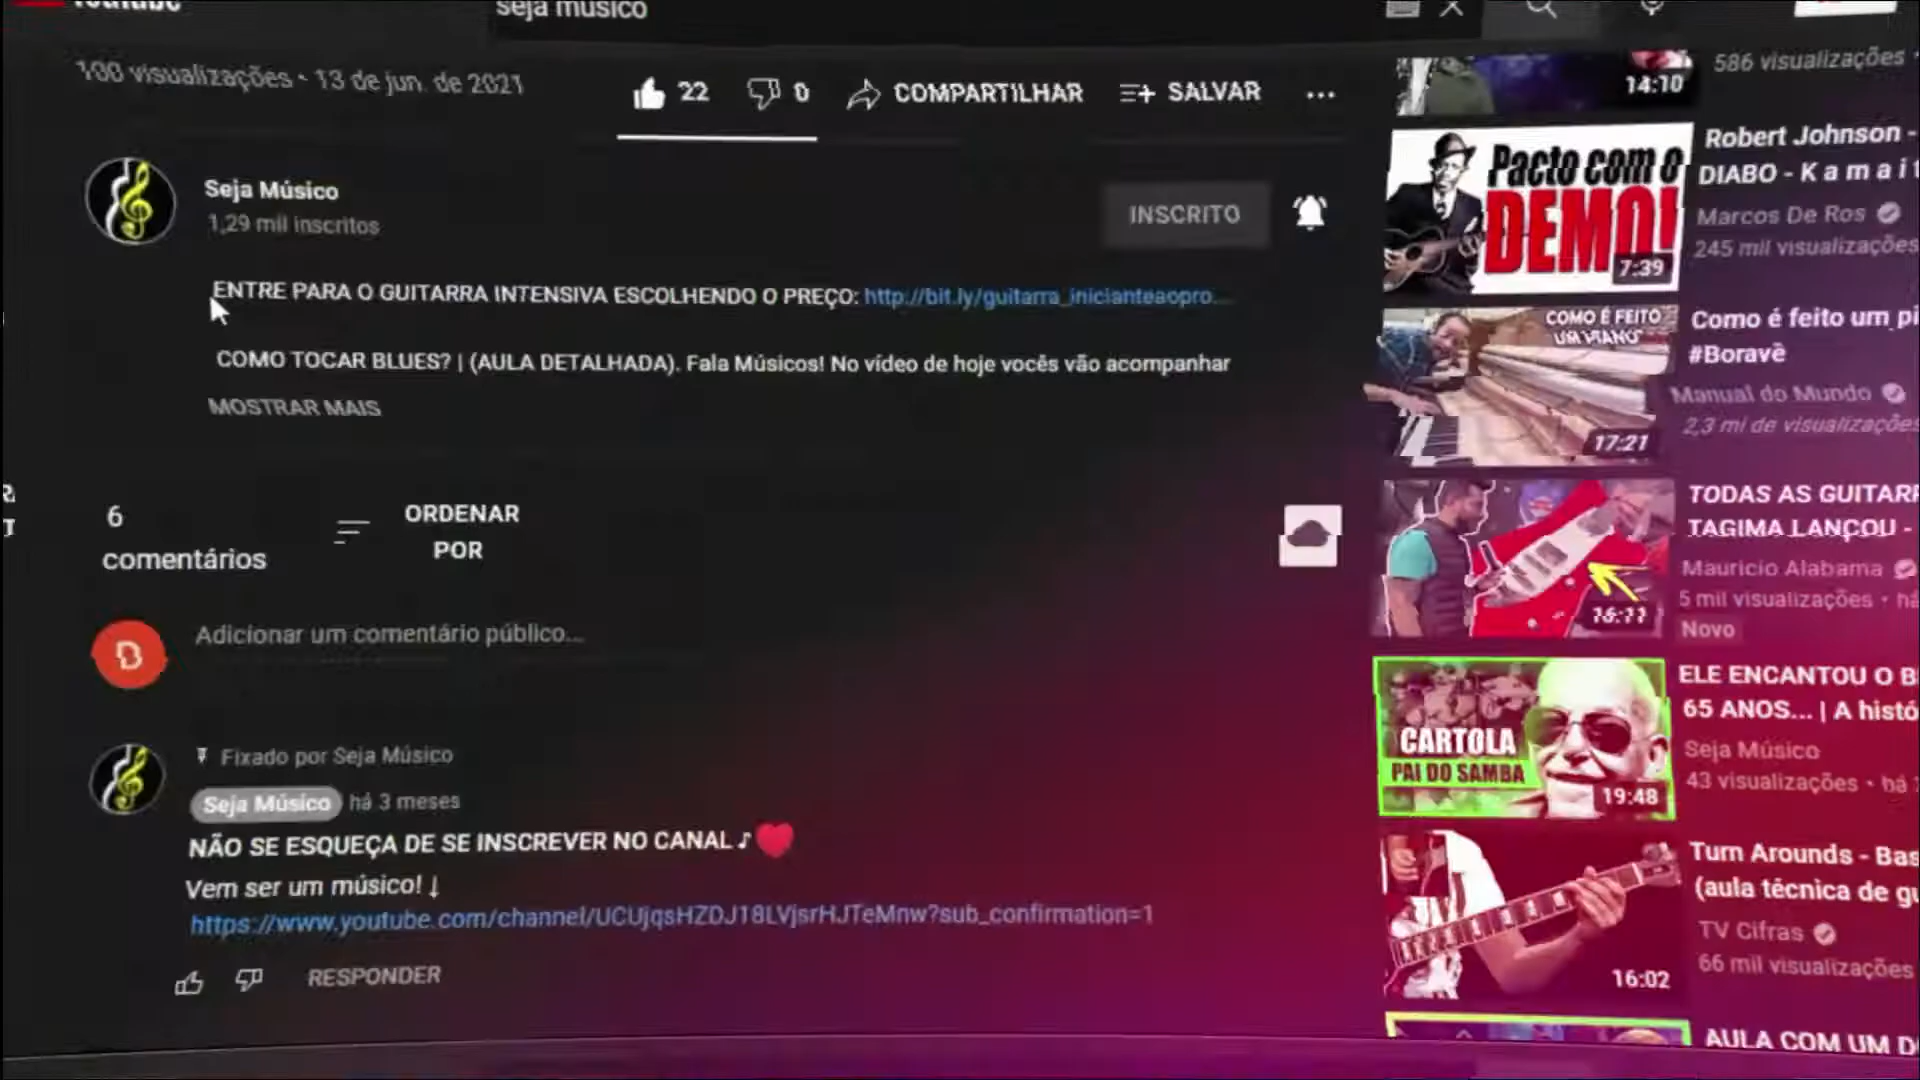 YouTube
seja músico
100 visualizações • 13 de jun. de 2021
22
0
COMPARTILHAR
SALVAR
Seja Músico
1,29 mil inscritos
INSCRITO
ENTRE PARA O GUITARRA INTENSIVA ESCOLHENDO O PREÇO: http://bit.ly/guitarra_inicianteaopro...
COMO TOCAR BLUES? | (AULA DETALHADA). Fala Músicos! No vídeo de hoje vocês vão acompanhar
MOSTRAR MAIS
6
comentários
ORDENAR
POR
B
Adicionar um comentário público...
Fixado por Seja Músico
Seja Músico há 3 meses
NÃO SE ESQUEÇA DE SE INSCREVER NO CANAL ♪ ❤
Vem ser um músico! ↓
https://www.youtube.com/channel/UCUjqsHZDJ18LVjsrHJTeMnw?sub_confirmation=1
RESPONDER
14:10
586 visualizações •
Pacto com o
DEMO!
7:39
Robert Johnson -
DIABO - K a m a i t
Marcos De Ros
245 mil visualizações
COMO É FEITO
UM PIANO
17:21
Como é feito um pi
#Boravê
Manual do Mundo
2,3 mi de visualizações
16:11
TODAS AS GUITARR
TAGIMA LANÇOU -
Mauricio Alabama
5 mil visualizações • há
Novo
CARTOLA
PAI DO SAMBA
19:48
ELE ENCANTOU O B
65 ANOS... | A histó
Seja Músico
43 visualizações • há
16:02
Turn Arounds - Bas
(aula técnica de gu
TV Cifras
66 mil visualizações
AULA COM UM D